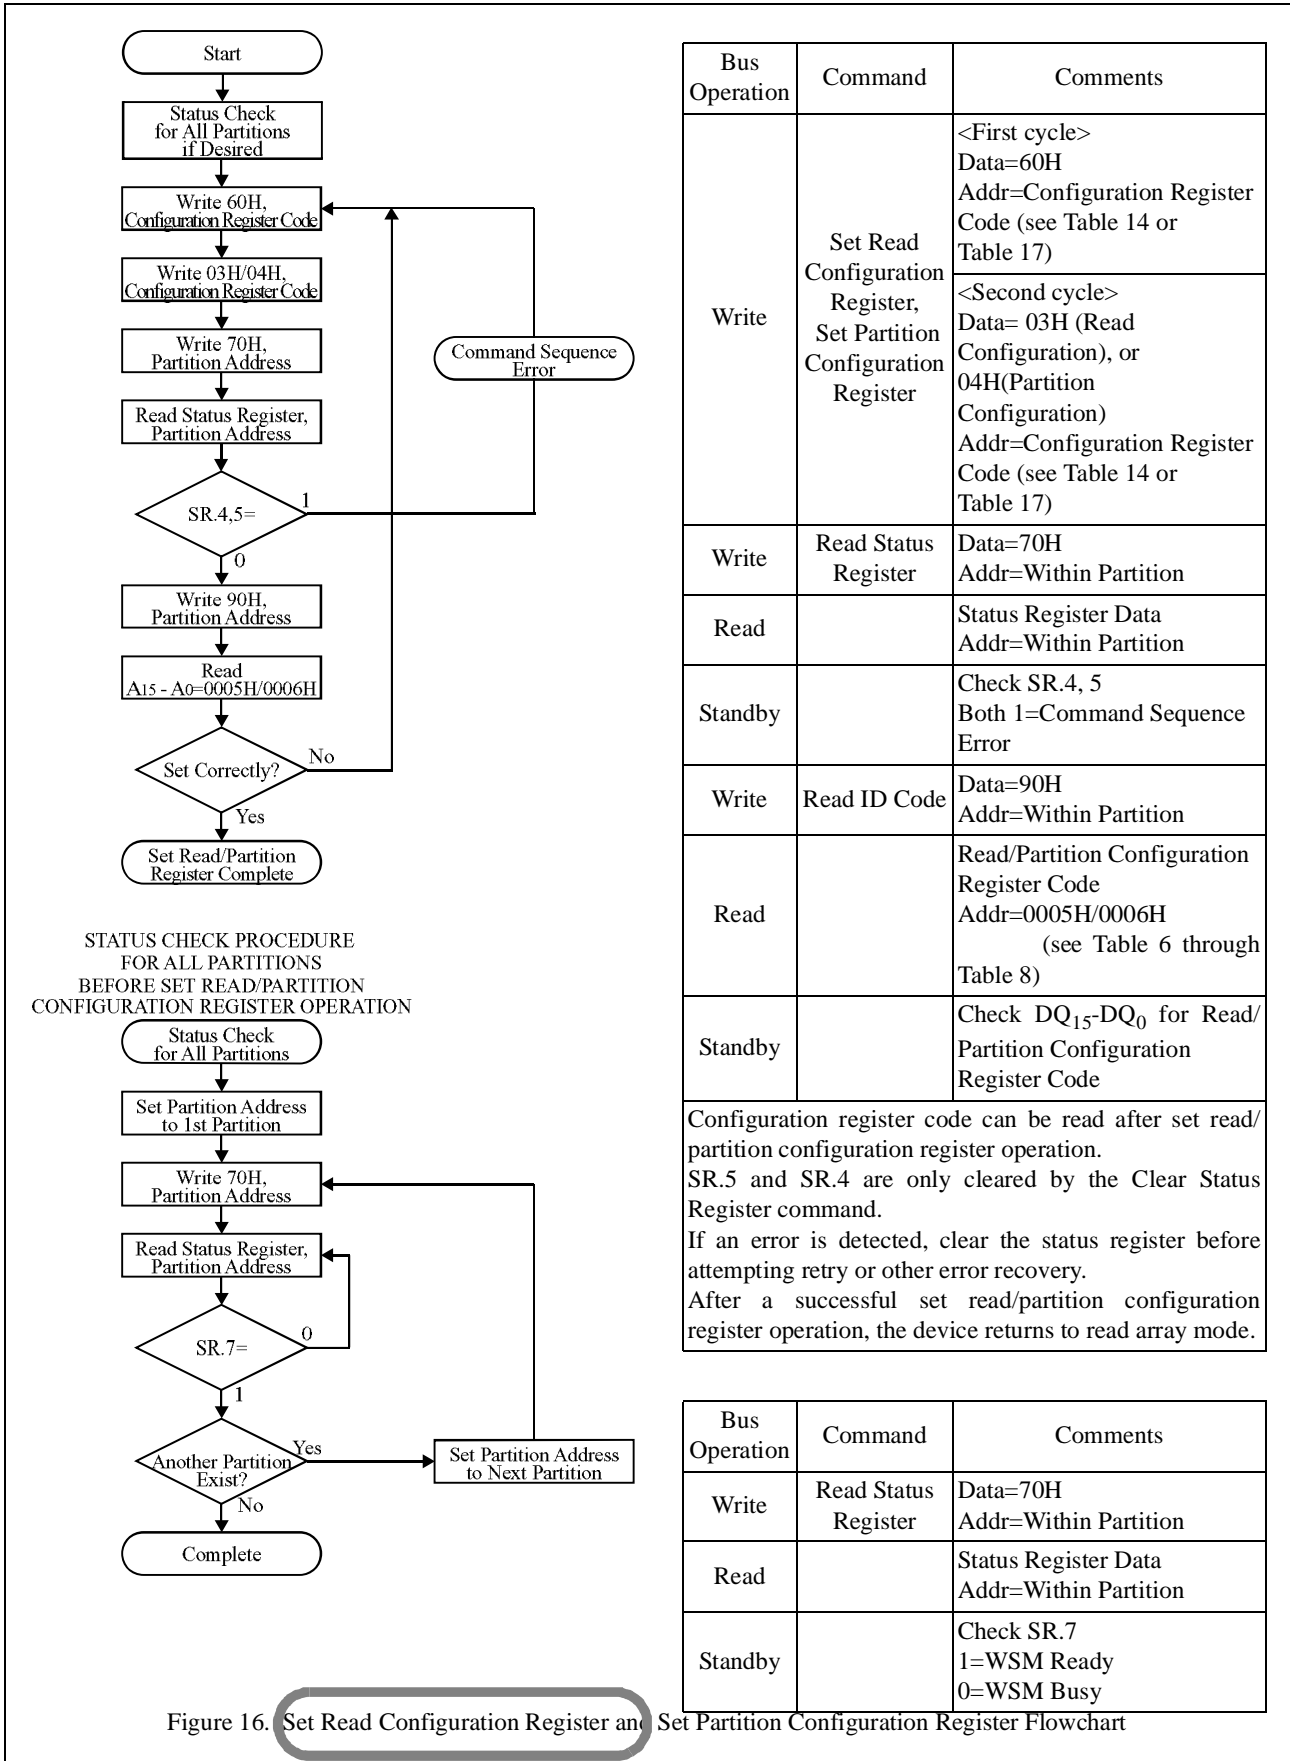 Start
Status Check
for All Partitions
if Desired
Write 60H,
Configuration Register Code
Write 03H/04H,
Configuration Register Code
Write 70H,
Partition Address
Command Sequence
Error
Read Status Register,
Partition Address
SR.4,5=
1
0
Write 90H,
Partition Address
Read
A15 - A0=0005H/0006H
Set Correctly?
No
Yes
Set Read/Partition
Register Complete
STATUS CHECK PROCEDURE
FOR ALL PARTITIONS
BEFORE SET READ/PARTITION
CONFIGURATION REGISTER OPERATION
Status Check
for All Partitions
Set Partition Address
to 1st Partition
Write 70H,
Partition Address
Read Status Register,
Partition Address
SR.7=
0
1
Another Partition
Exist?
Yes
Set Partition Address
to Next Partition
No
Complete
Bus
Operation
Command
Comments
Write
Set Read
Configuration
Register,
Set Partition
Configuration
Register
<First cycle>
Data=60H
Addr=Configuration Register
Code (see Table 14 or
Table 17)
<Second cycle>
Data= 03H (Read
Configuration), or
04H(Partition
Configuration)
Addr=Configuration Register
Code (see Table 14 or
Table 17)
Write
Read Status
Register
Data=70H
Addr=Within Partition
Read
Status Register Data
Addr=Within Partition
Standby
Check SR.4, 5
Both 1=Command Sequence
Error
Write
Read ID Code
Data=90H
Addr=Within Partition
Read
Read/Partition Configuration
Register Code
Addr=0005H/0006H
(see Table 6 through
Table 8)
Standby
Check DQ15-DQ0 for Read/
Partition Configuration
Register Code
Configuration register code can be read after set read/
partition configuration register operation.
SR.5 and SR.4 are only cleared by the Clear Status
Register command.
If an error is detected, clear the status register before
attempting retry or other error recovery.
After a successful set read/partition configuration
register operation, the device returns to read array mode.
Bus
Operation
Command
Comments
Write
Read Status
Register
Data=70H
Addr=Within Partition
Read
Status Register Data
Addr=Within Partition
Standby
Check SR.7
1=WSM Ready
0=WSM Busy
Figure 16. Set Read Configuration Register and Set Partition Configuration Register Flowchart